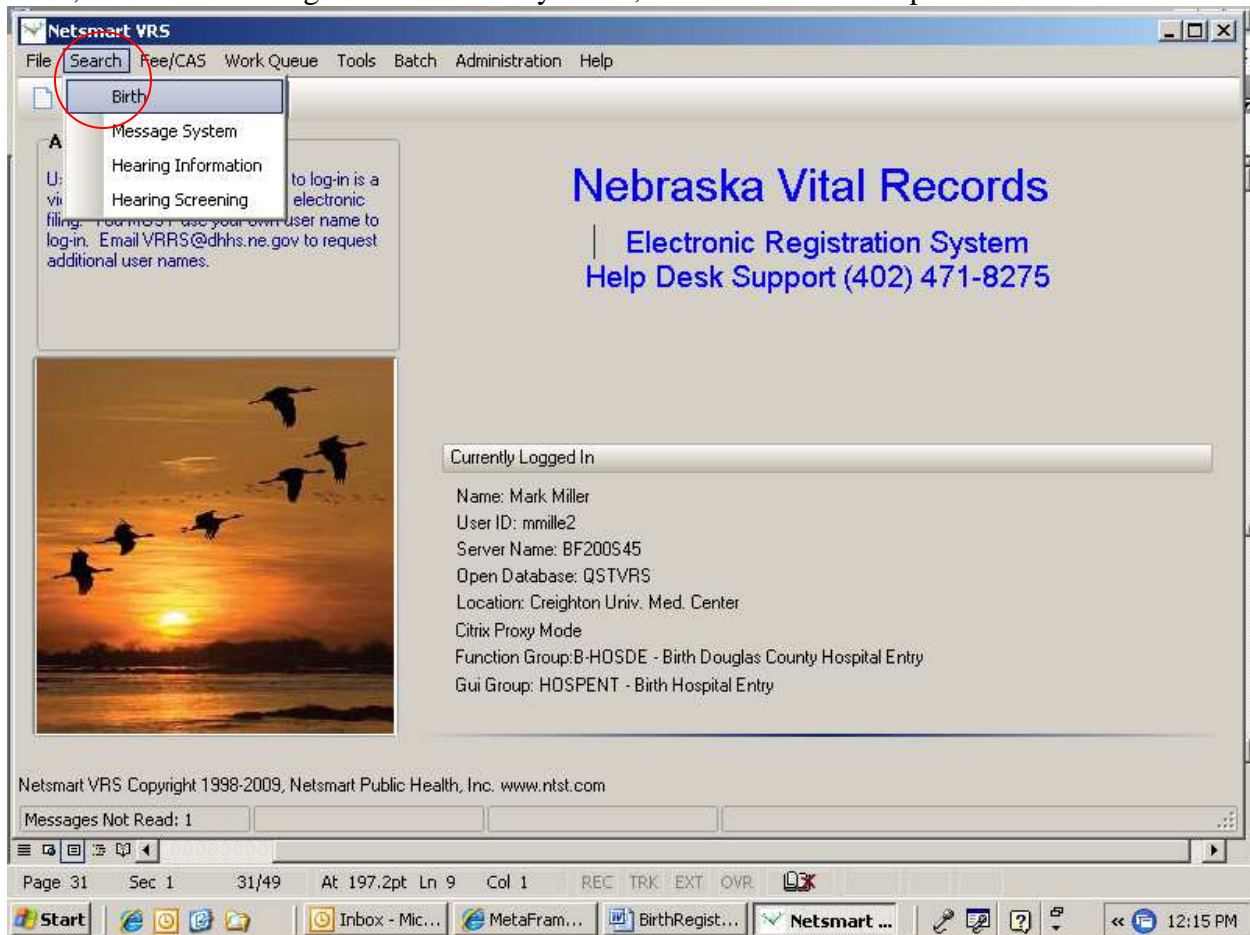 Netsmart VRS
File Search Fee/CAS Work Queue Tools Batch Administration Help
Birth
Message System
Hearing Information
Hearing Screening
to log-in is a
electronic
filing. You MUST use your own user name to
log-in. Email VRRS@dhhs.ne.gov to request
additional user names.
Nebraska Vital Records
Electronic Registration System
Help Desk Support (402) 471-8275
Currently Logged In
Name: Mark Miller
User ID: mmille2
Server Name: BF200S45
Open Database: QSTVRS
Location: Creighton Univ. Med. Center
Citrix Proxy Mode
Function Group:B-HOSDE - Birth Douglas County Hospital Entry
Gui Group: HOSPENT - Birth Hospital Entry
Netsmart VRS Copyright 1998-2009, Netsmart Public Health, Inc. www.ntst.com
Messages Not Read: 1
Page 31 Sec 1 31/49 At 197.2pt Ln 9 Col 1 REC TRK EXT OVR
Start Inbox - Mic... MetaFram... BirthRegist... Netsmart ... 12:15 PM